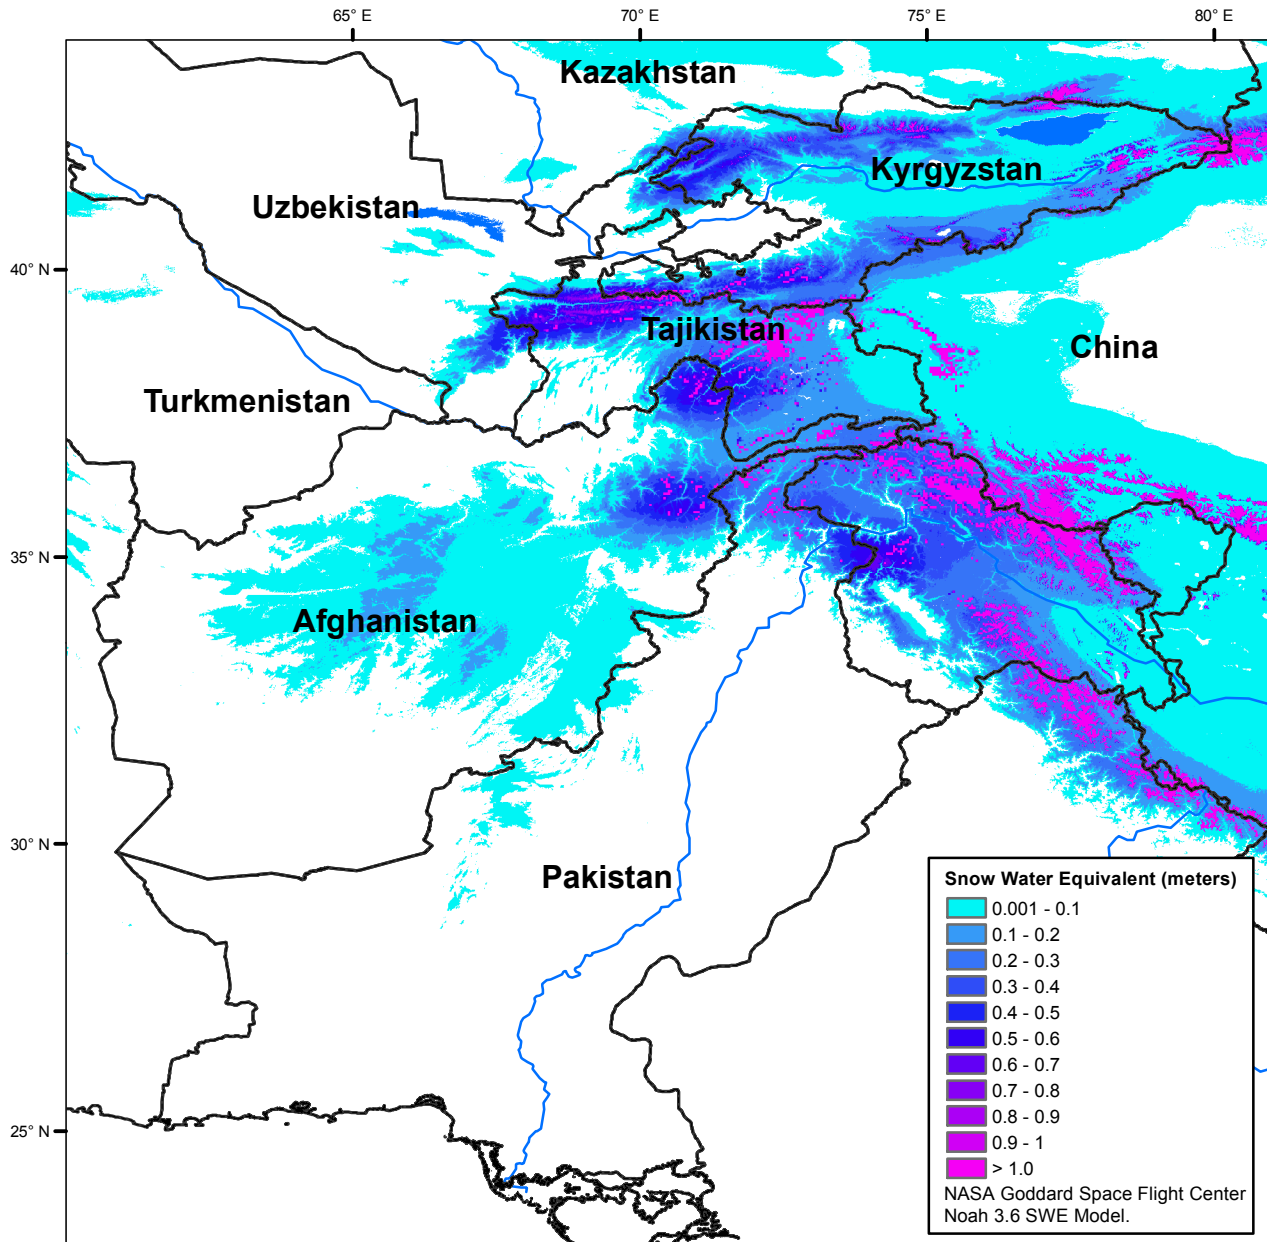 65° E
70° E
75° E
80° E
Kazakhstan
Kyrgyzstan
Uzbekistan
40° N
Tajikistan
China
Turkmenistan
35° N
Afghanistan
30° N
Pakistan
25° N
Snow Water Equivalent (meters)
0.001 - 0.1
0.1 - 0.2
0.2 - 0.3
0.3 - 0.4
0.4 - 0.5
0.5 - 0.6
0.6 - 0.7
0.7 - 0.8
0.8 - 0.9
0.9 - 1
> 1.0
NASA Goddard Space Flight Center
Noah 3.6 SWE Model.